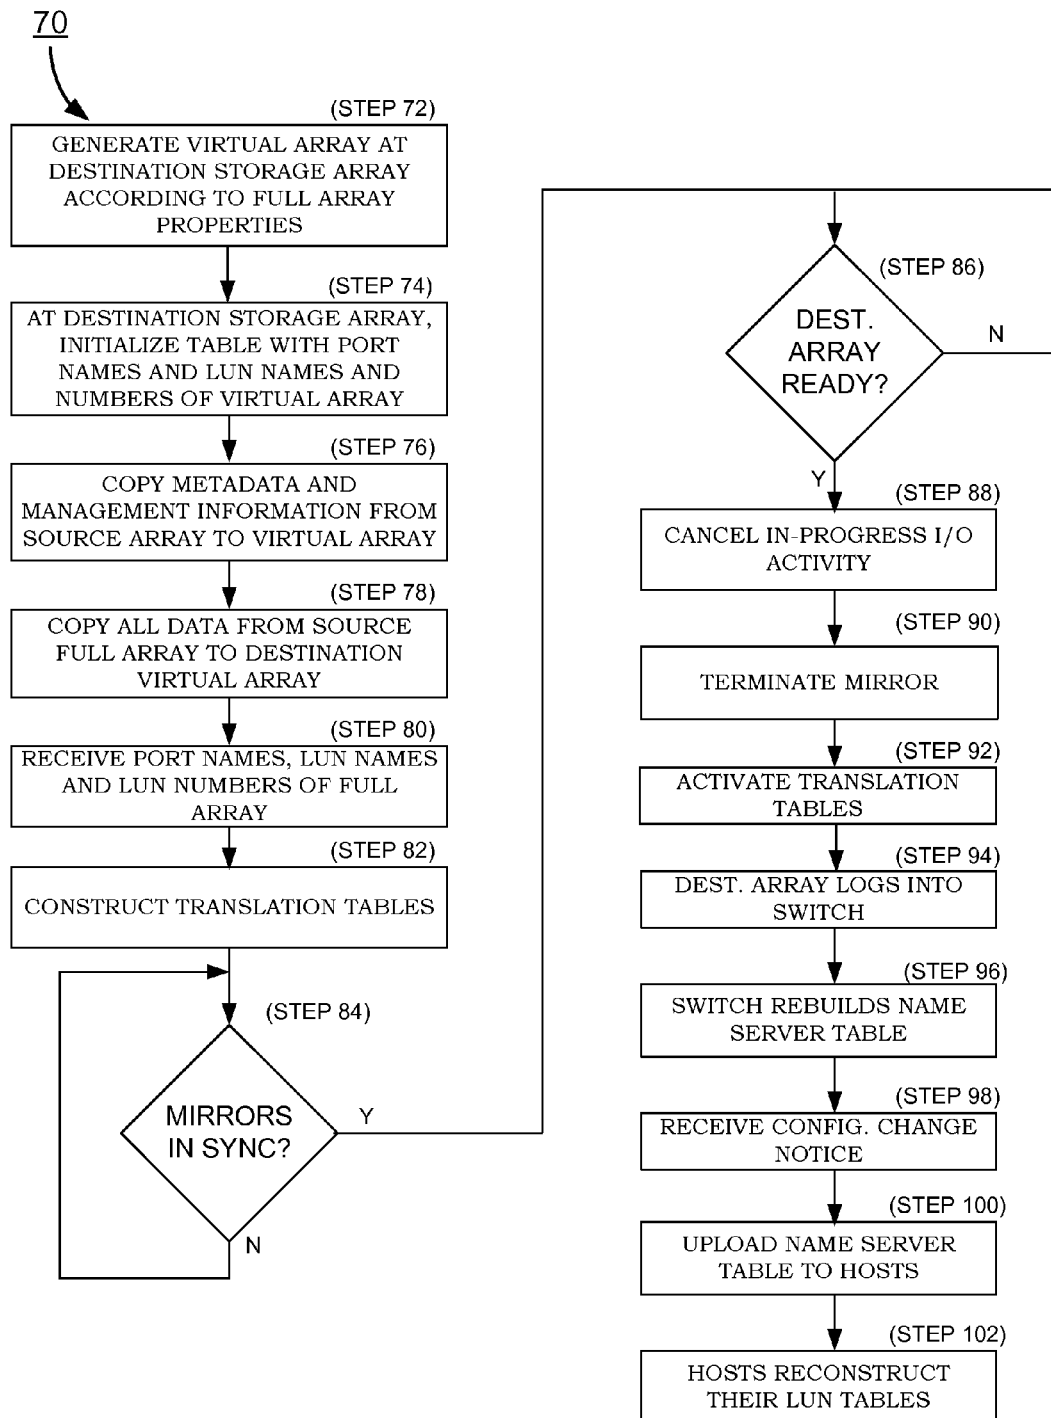 70
(STEP 72)
GENERATE VIRTUAL ARRAY AT
DESTINATION STORAGE ARRAY
ACCORDING TO FULL ARRAY
PROPERTIES
(STEP 74)
AT DESTINATION STORAGE ARRAY,
INITIALIZE TABLE WITH PORT
NAMES AND LUN NAMES AND
NUMBERS OF VIRTUAL ARRAY
(STEP 76)
COPY METADATA AND
MANAGEMENT INFORMATION FROM
SOURCE ARRAY TO VIRTUAL ARRAY
(STEP 78)
COPY ALL DATA FROM SOURCE
FULL ARRAY TO DESTINATION
VIRTUAL ARRAY
(STEP 80)
RECEIVE PORT NAMES, LUN NAMES
AND LUN NUMBERS OF FULL
ARRAY
(STEP 82)
CONSTRUCT TRANSLATION TABLES
(STEP 84)
MIRRORS
IN SYNC?
Y
N
(STEP 86)
DEST.
ARRAY
READY?
N
Y
(STEP 88)
CANCEL IN-PROGRESS I/O
ACTIVITY
(STEP 90)
TERMINATE MIRROR
(STEP 92)
ACTIVATE TRANSLATION
TABLES
(STEP 94)
DEST. ARRAY LOGS INTO
SWITCH
(STEP 96)
SWITCH REBUILDS NAME
SERVER TABLE
(STEP 98)
RECEIVE CONFIG. CHANGE
NOTICE
(STEP 100)
UPLOAD NAME SERVER
TABLE TO HOSTS
(STEP 102)
HOSTS RECONSTRUCT
THEIR LUN TABLES